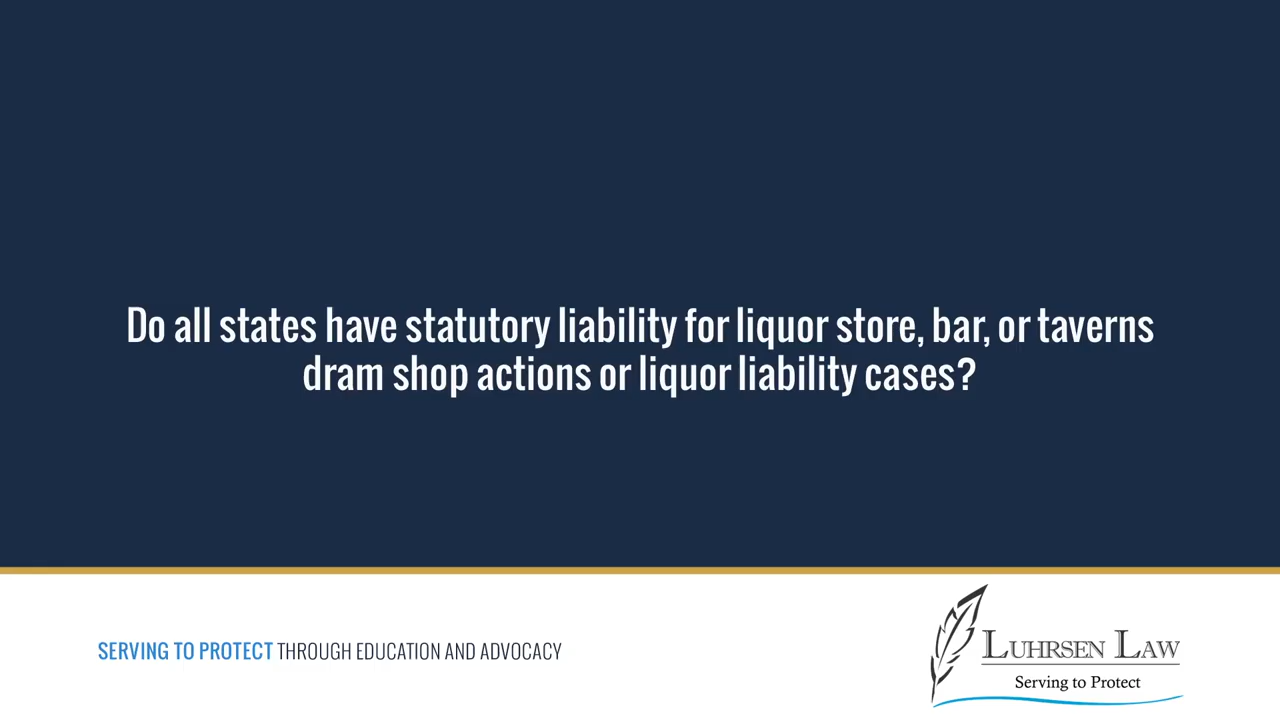 Do all states have statutory liability for liquor store, bar, or taverns
dram shop actions or liquor liability cases?
SERVING TO PROTECT THROUGH EDUCATION AND ADVOCACY
LUHRSEN LAW
Serving to Protect